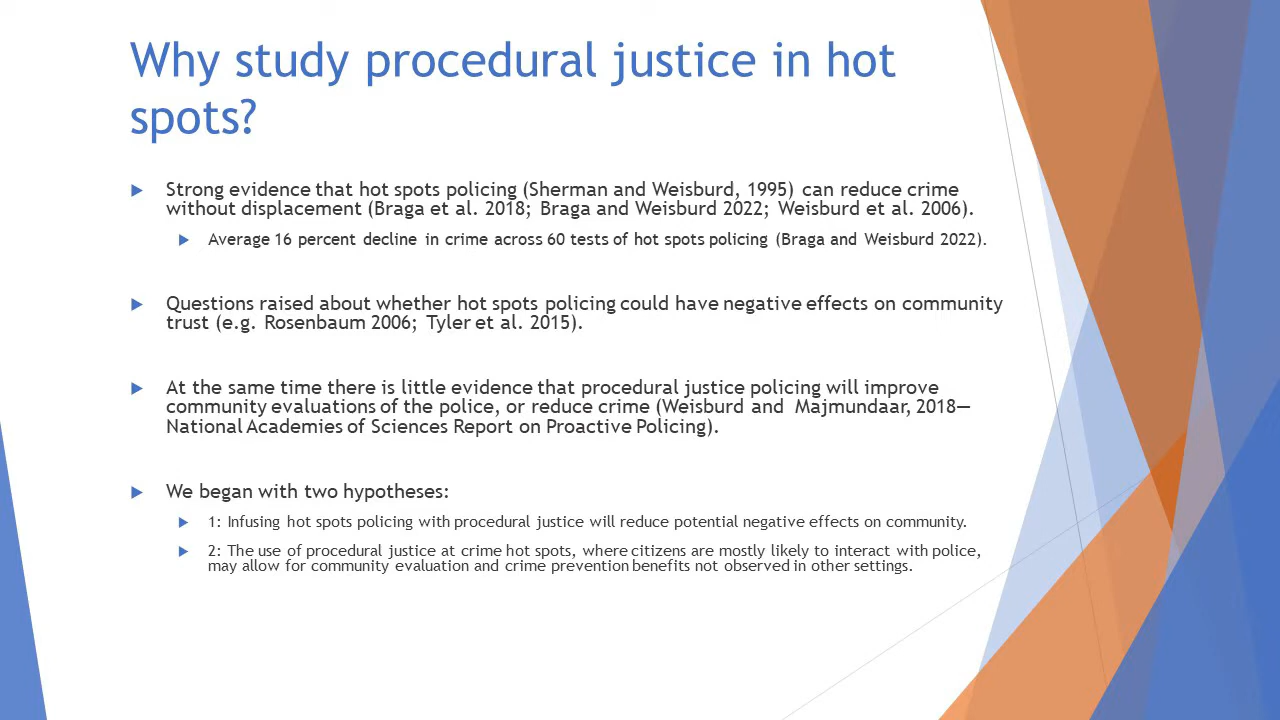 Why study procedural justice in hot
spots?
Strong evidence that hot spots policing (Sherman and Weisburd, 1995) can reduce crime
without displacement (Braga et al. 2018; Braga and Weisburd 2022; Weisburd et al. 2006).
Average 16 percent decline in crime across 60 tests of hot spots policing (Braga and Weisburd 2022).
Questions raised about whether hot spots policing could have negative effects on community
trust (e.g. Rosenbaum 2006; Tyler et al. 2015).
At the same time there is little evidence that procedural justice policing will improve
community evaluations of the police, or reduce crime (Weisburd and Majmundaar, 2018—
National Academies of Sciences Report on Proactive Policing).
We began with two hypotheses:
1: Infusing hot spots policing with procedural justice will reduce potential negative effects on community.
2: The use of procedural justice at crime hot spots, where citizens are mostly likely to interact with police,
may allow for community evaluation and crime prevention benefits not observed in other settings.